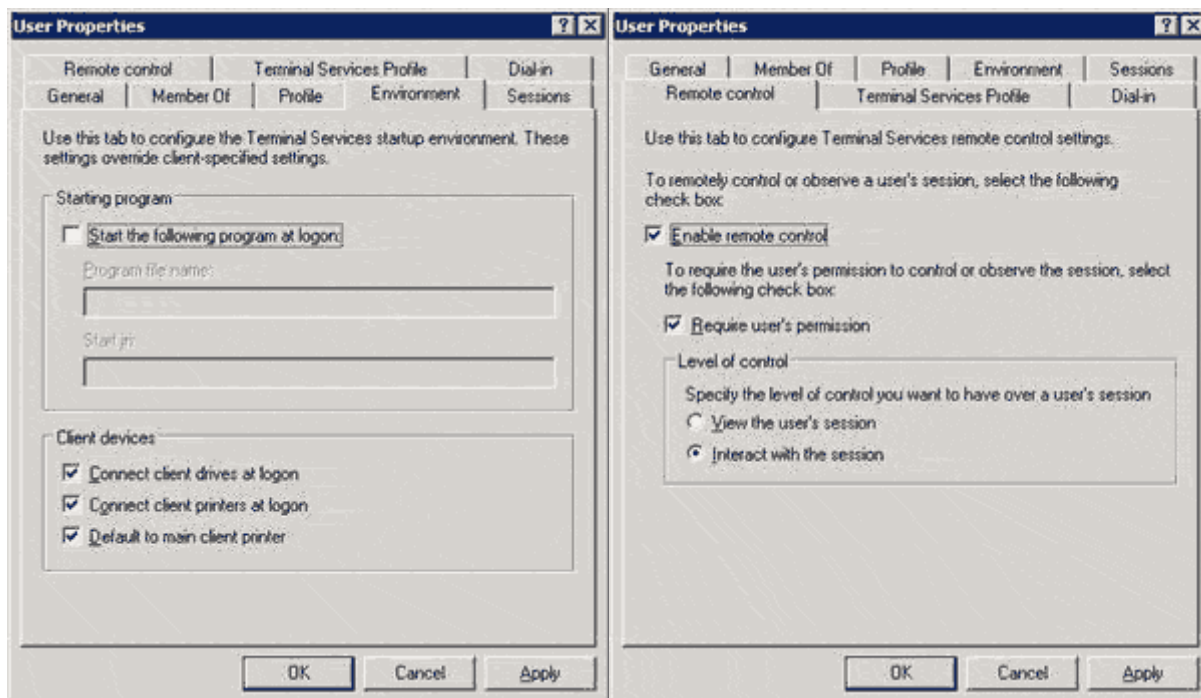 User Properties
Remote control Terminal Services Profile Dial-in
General Member Of Profile Environment Sessions
Use this tab to configure the Terminal Services startup environment. These
settings override client-specified settings.
Starting program
Start the following program at logon:
Program file name:
Start in:
Client devices
Connect client drives at logon
Connect client printers at logon
Default to main client printer
OK Cancel Apply
User Properties
General Member Of Profile Environment Sessions
Remote control Terminal Services Profile Dial-in
Use this tab to configure Terminal Services remote control settings.
To remotely control or observe a user's session, select the following
check box:
Enable remote control
To require the user's permission to control or observe the session, select
the following check box:
Require user's permission
Level of control
Specify the level of control you want to have over a user's session
View the user's session
Interact with the session
OK Cancel Apply